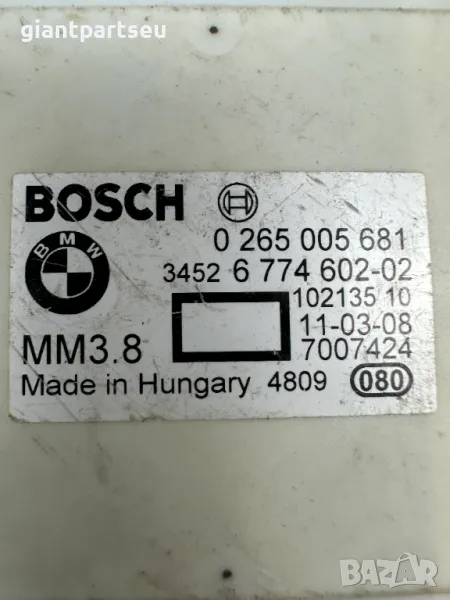 giantpartseu
BOSCH
BMW
0 265 005 681
3452 6 774 602-02
102135 10
11-03-08
MM3.8
7007424
Made in Hungary 4809 080
BAZAR